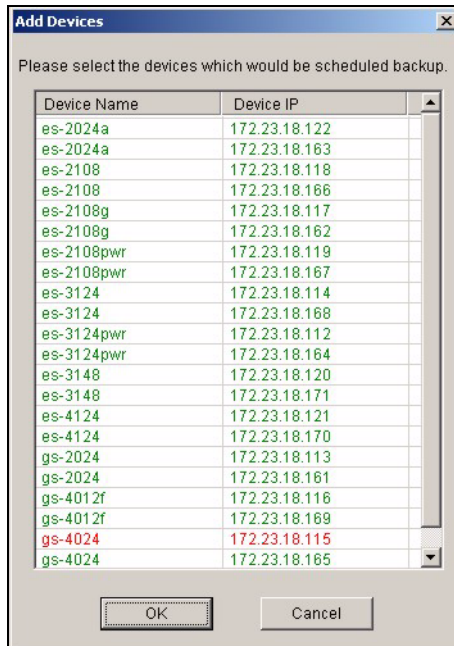 Add Devices
Please select the devices which would be scheduled backup.
Device Name Device IP
es-2024a 172.23.18.122
es-2024a 172.23.18.163
es-2108 172.23.18.118
es-2108 172.23.18.166
es-2108g 172.23.18.117
es-2108g 172.23.18.162
es-2108pwr 172.23.18.119
es-2108pwr 172.23.18.167
es-3124 172.23.18.114
es-3124 172.23.18.168
es-3124pwr 172.23.18.112
es-3124pwr 172.23.18.164
es-3148 172.23.18.120
es-3148 172.23.18.171
es-4124 172.23.18.121
es-4124 172.23.18.170
gs-2024 172.23.18.113
gs-2024 172.23.18.161
gs-4012f 172.23.18.116
gs-4012f 172.23.18.169
gs-4024 172.23.18.115
gs-4024 172.23.18.165
OK Cancel